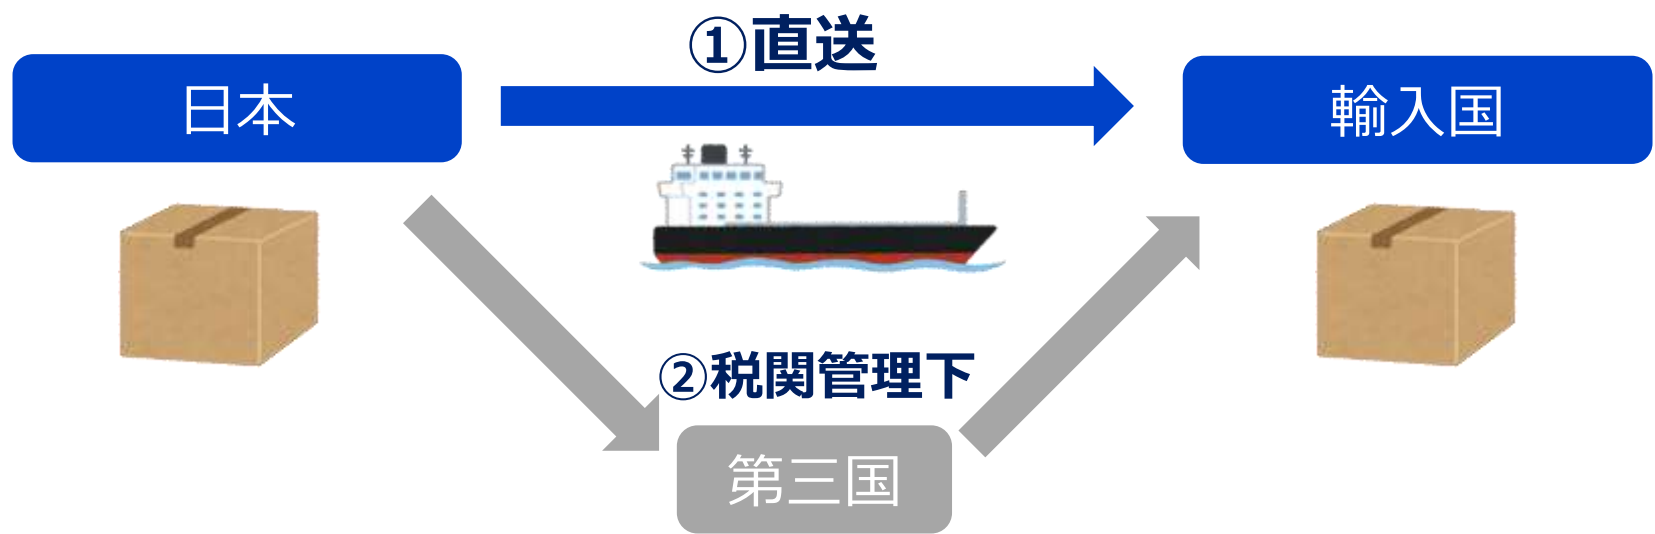 ①直送
日本
輸入国
②税関管理下
第三国